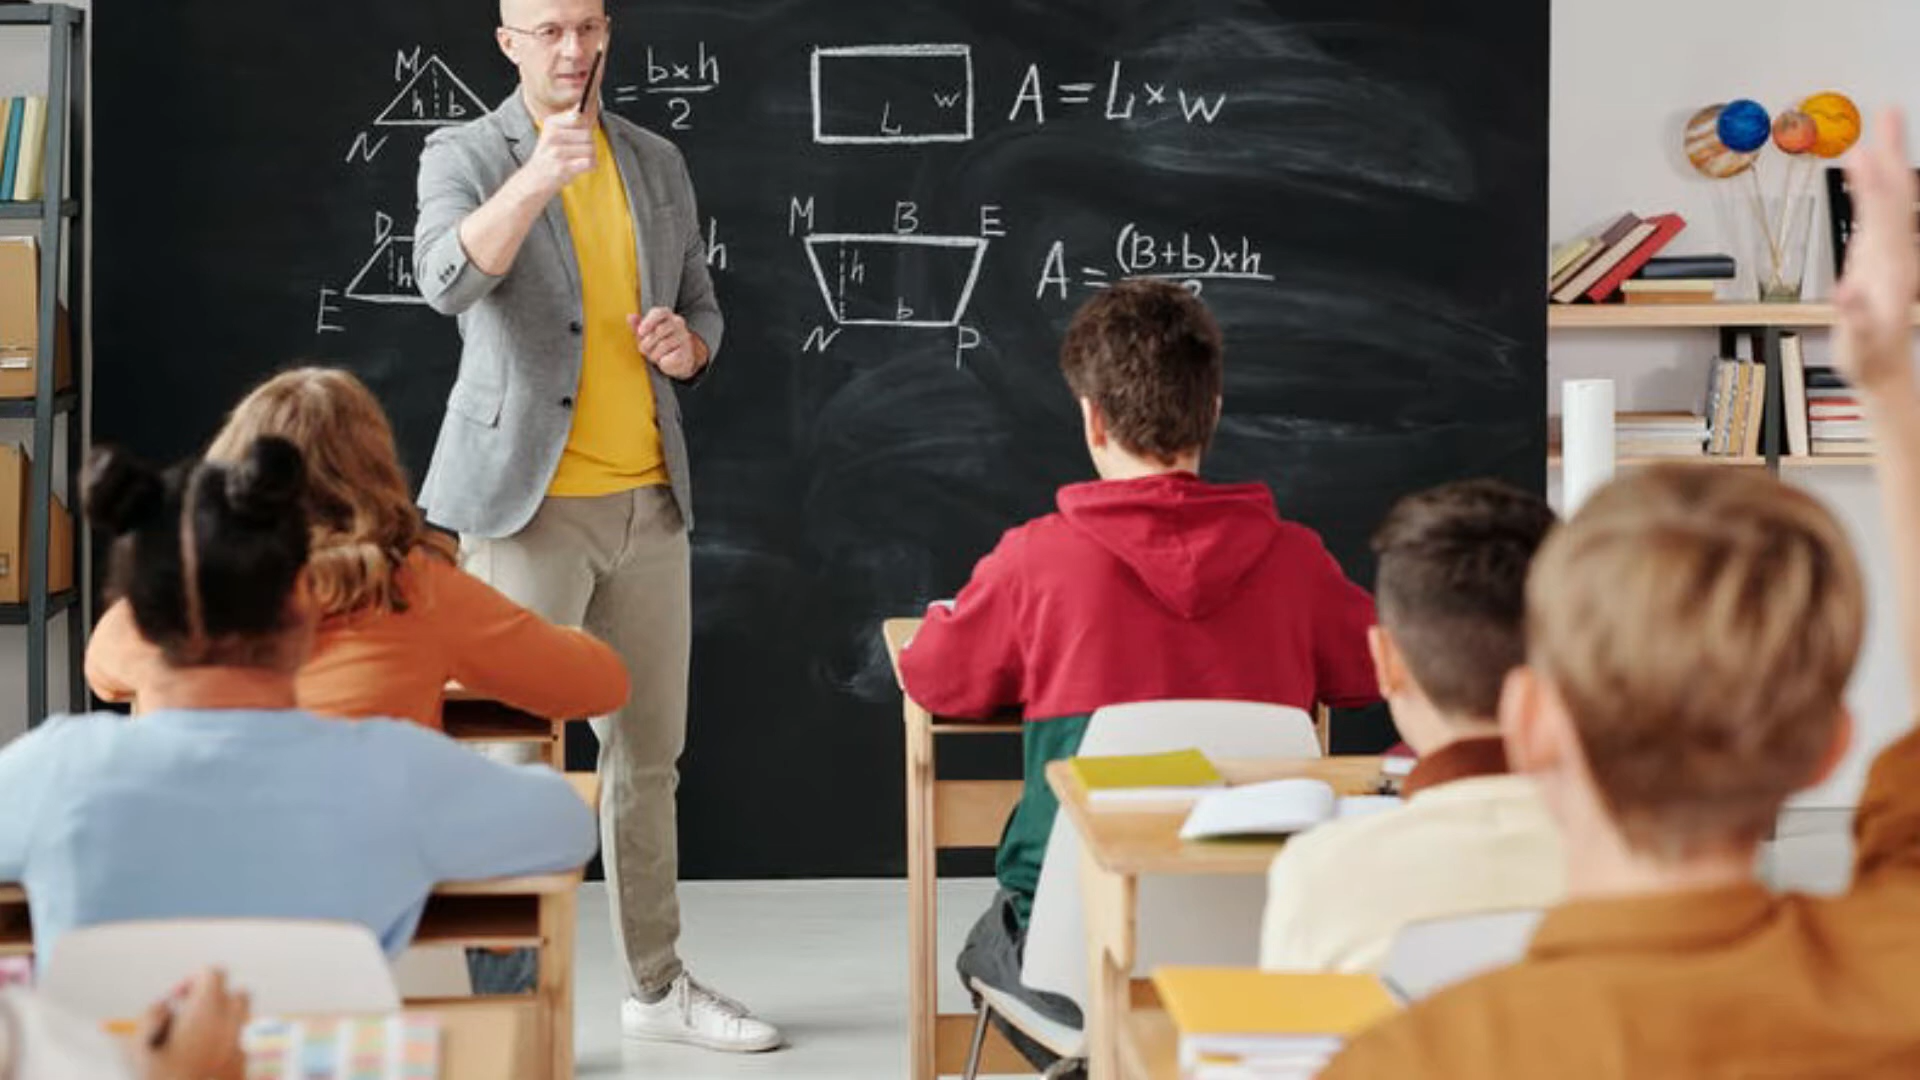 M
h b
N
= b×h
2
L w
A = L×w
D
h
E
h
M B E
h
b
N P
A = (B+b)×h